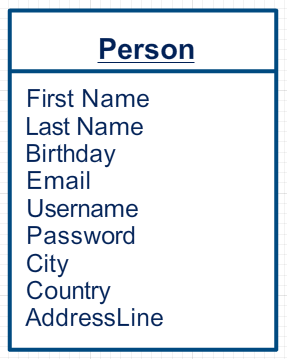 Person
First Name
Last Name
Birthday
Email
Username
Password
City
Country
AddressLine